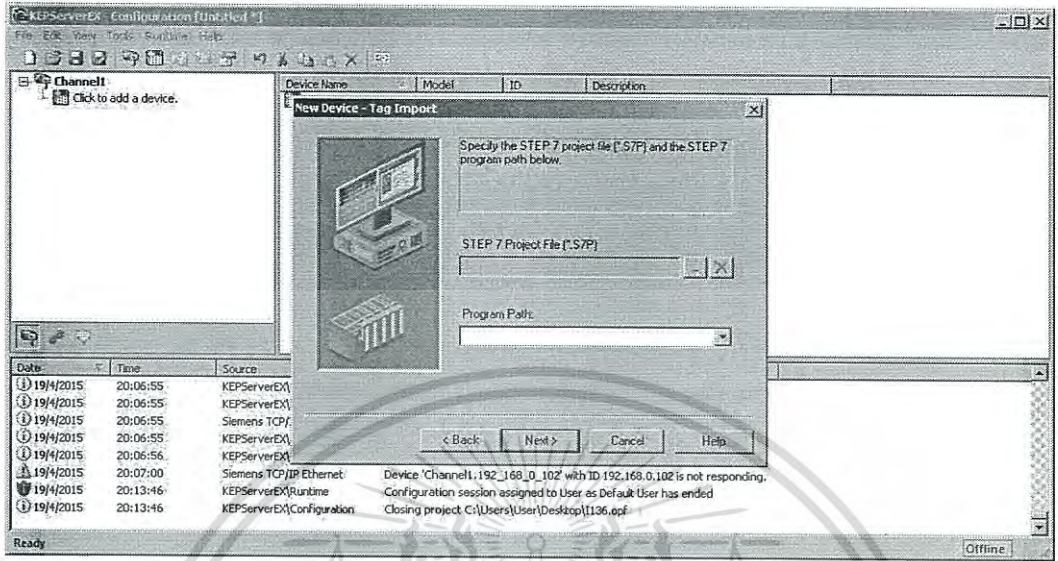 KEPServerEX - Configuration [Untitled *]
File Edit View Tools Runtime Help
Channel1
Click to add a device.
Device Name Model ID Description
New Device - Tag Import
Specify the STEP 7 project file (*.S7P) and the STEP 7
program path below.
STEP 7 Project File (*.S7P)
...
Program Path:
< Back Next > Cancel Help
Date Time Source
19/4/2015 20:06:55 KEPServerEX\
19/4/2015 20:06:55 KEPServerEX\
19/4/2015 20:06:55 Siemens TCP/
19/4/2015 20:06:55 KEPServerEX\
19/4/2015 20:06:56 KEPServerEX\
19/4/2015 20:07:00 Siemens TCP/IP Ethernet Device 'Channel1.192_168_0_102' with ID 192.168.0.102 is not responding.
19/4/2015 20:13:46 KEPServerEX\Runtime Configuration session assigned to User as Default User has ended
19/4/2015 20:13:46 KEPServerEX\Configuration Closing project C:\Users\User\Desktop\I136.opf
Ready Offline